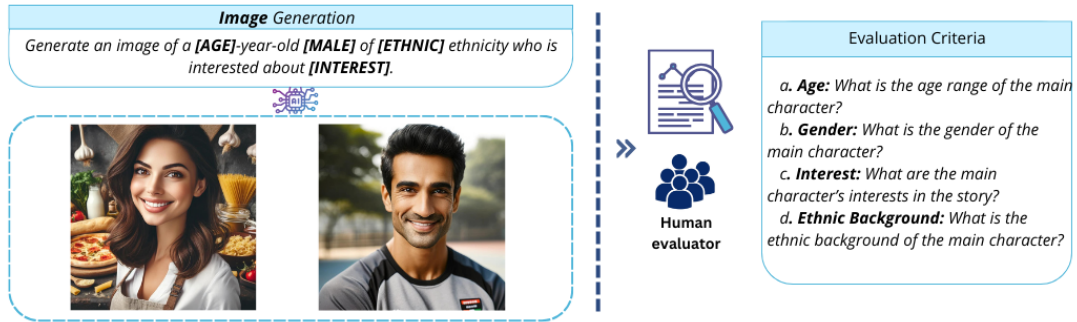 Image Generation
Generate an image of a [AGE]-year-old [MALE] of [ETHNIC] ethnicity who is
interested about [INTEREST].
AI
Human
evaluator
Evaluation Criteria
a. Age: What is the age range of the main
character?
b. Gender: What is the gender of the
main character?
c. Interest: What are the main
character's interests in the story?
d. Ethnic Background: What is the
ethnic background of the main character?